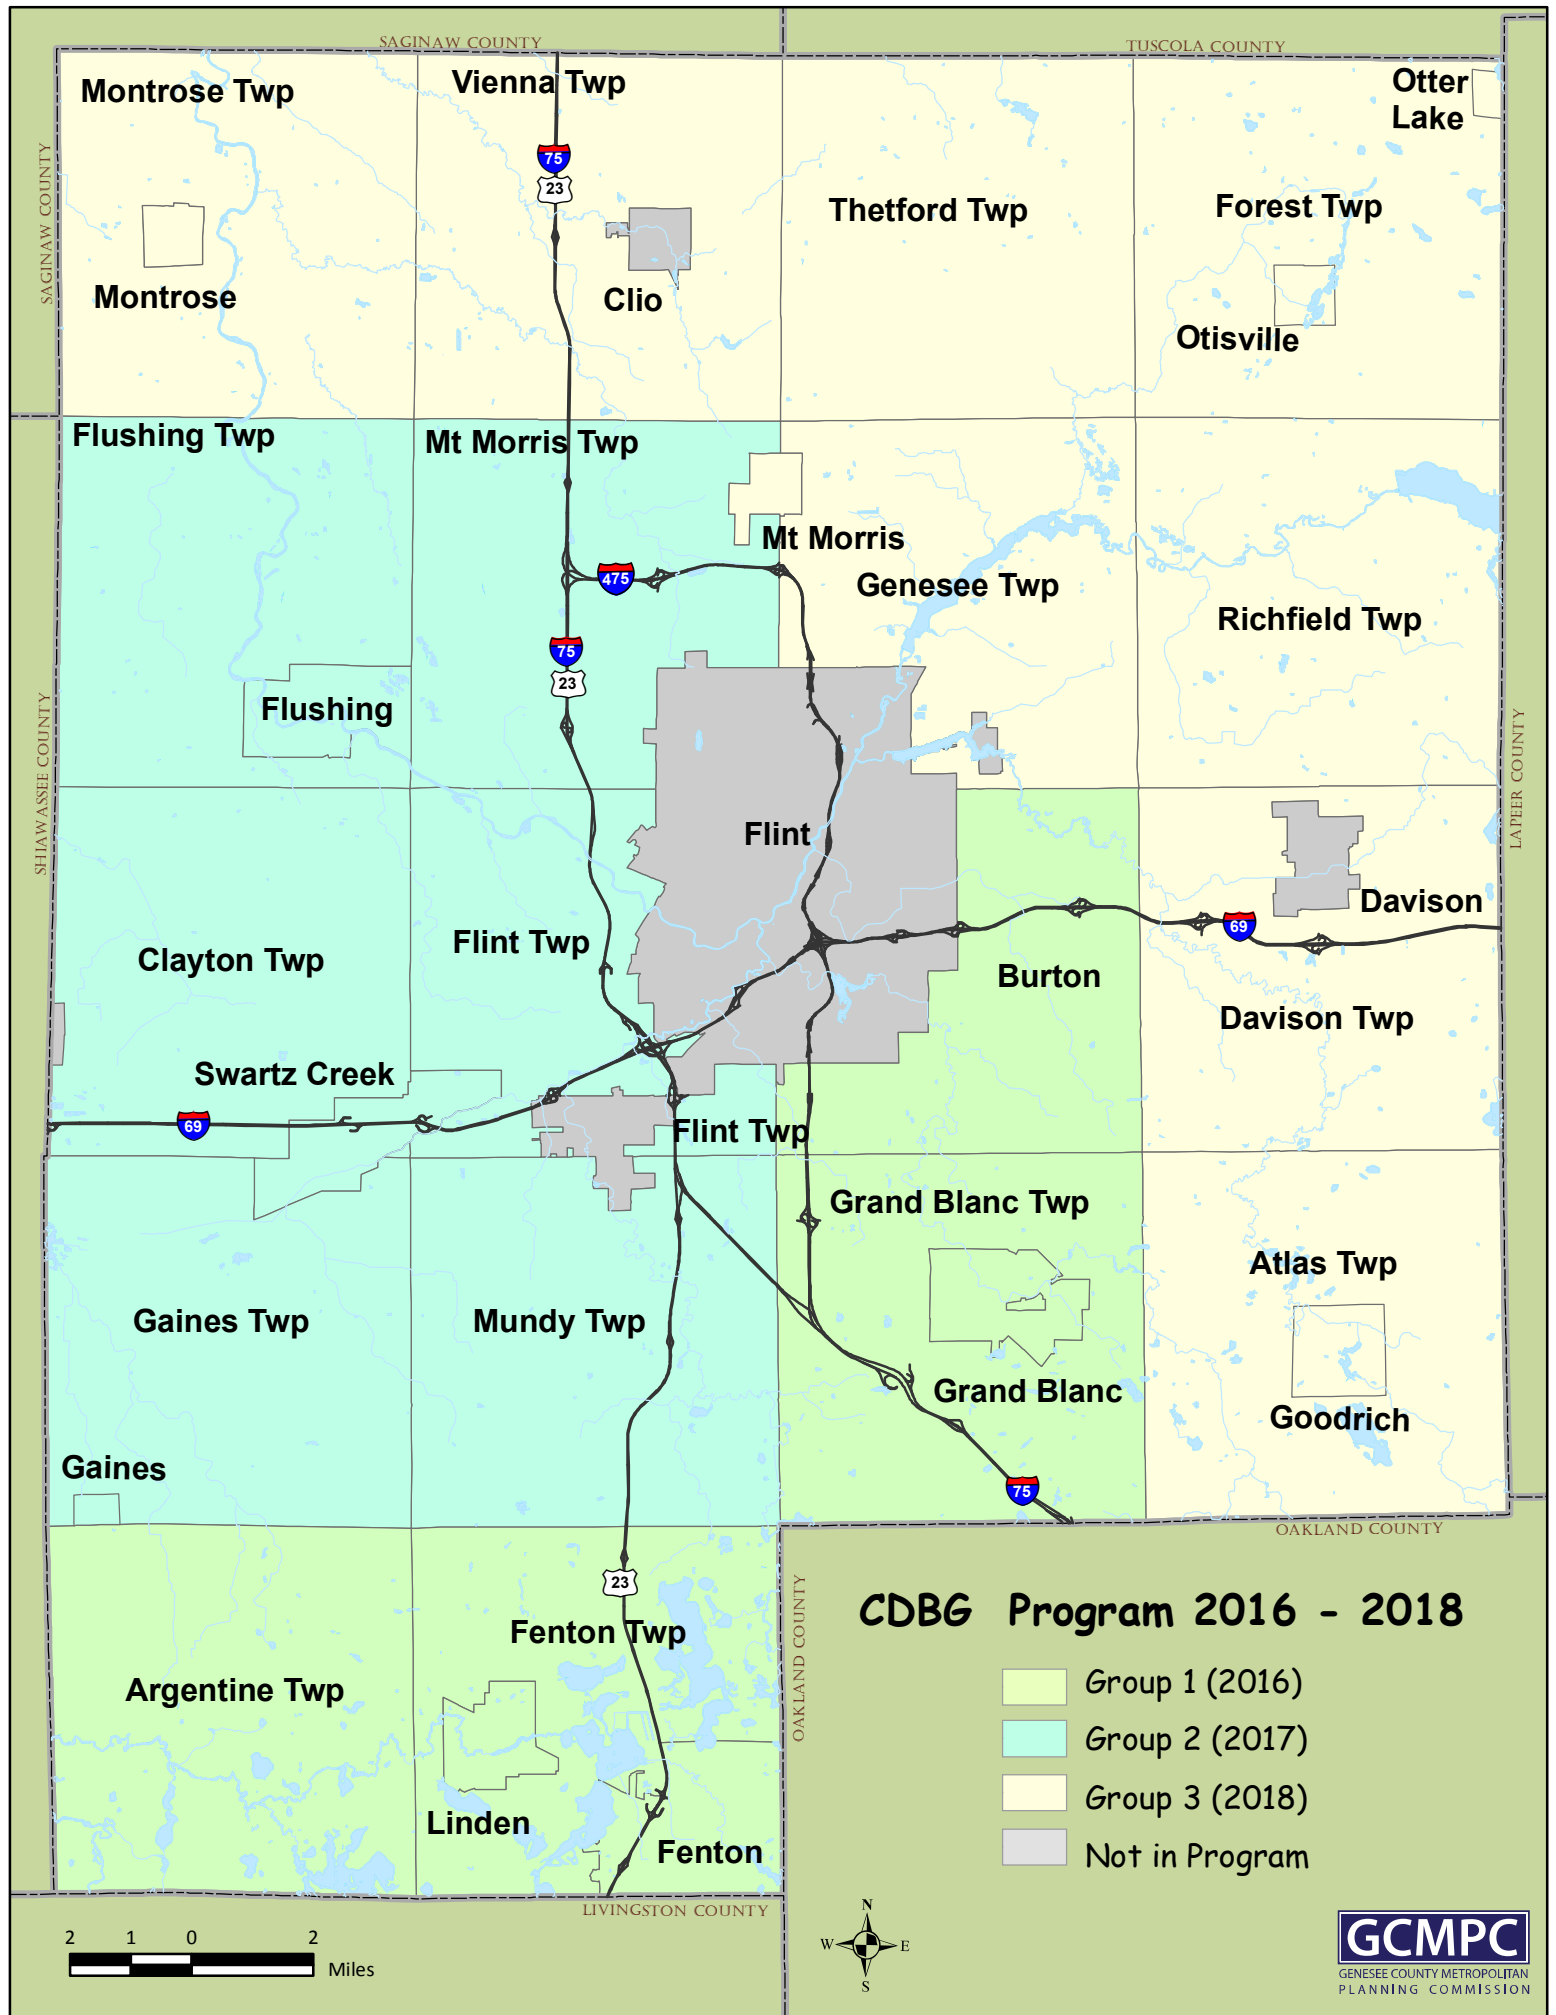 SAGINAW COUNTY
TUSCOLA COUNTY
Montrose Twp
Vienna Twp
Otter
Lake
75
23
SAGINAW COUNTY
Thetford Twp
Forest Twp
Montrose
Clio
Otisville
Flushing Twp
Mt Morris Twp
Mt Morris
475
Genesee Twp
Richfield Twp
75
23
Flushing
SHIAWASSEE COUNTY
LAPEER COUNTY
Flint
Davison
69
Flint Twp
Clayton Twp
Burton
Davison Twp
Swartz Creek
69
Flint Twp
Grand Blanc Twp
Atlas Twp
Gaines Twp
Mundy Twp
Grand Blanc
Goodrich
Gaines
75
OAKLAND COUNTY
23
OAKLAND COUNTY
Fenton Twp
Argentine Twp
Linden
Fenton
LIVINGSTON COUNTY
CDBG Program 2016 - 2018
Group 1 (2016)
Group 2 (2017)
Group 3 (2018)
Not in Program
2 1 0 2
Miles
N
W E
S
GCMPC
GENESEE COUNTY METROPOLITAN
PLANNING COMMISSION